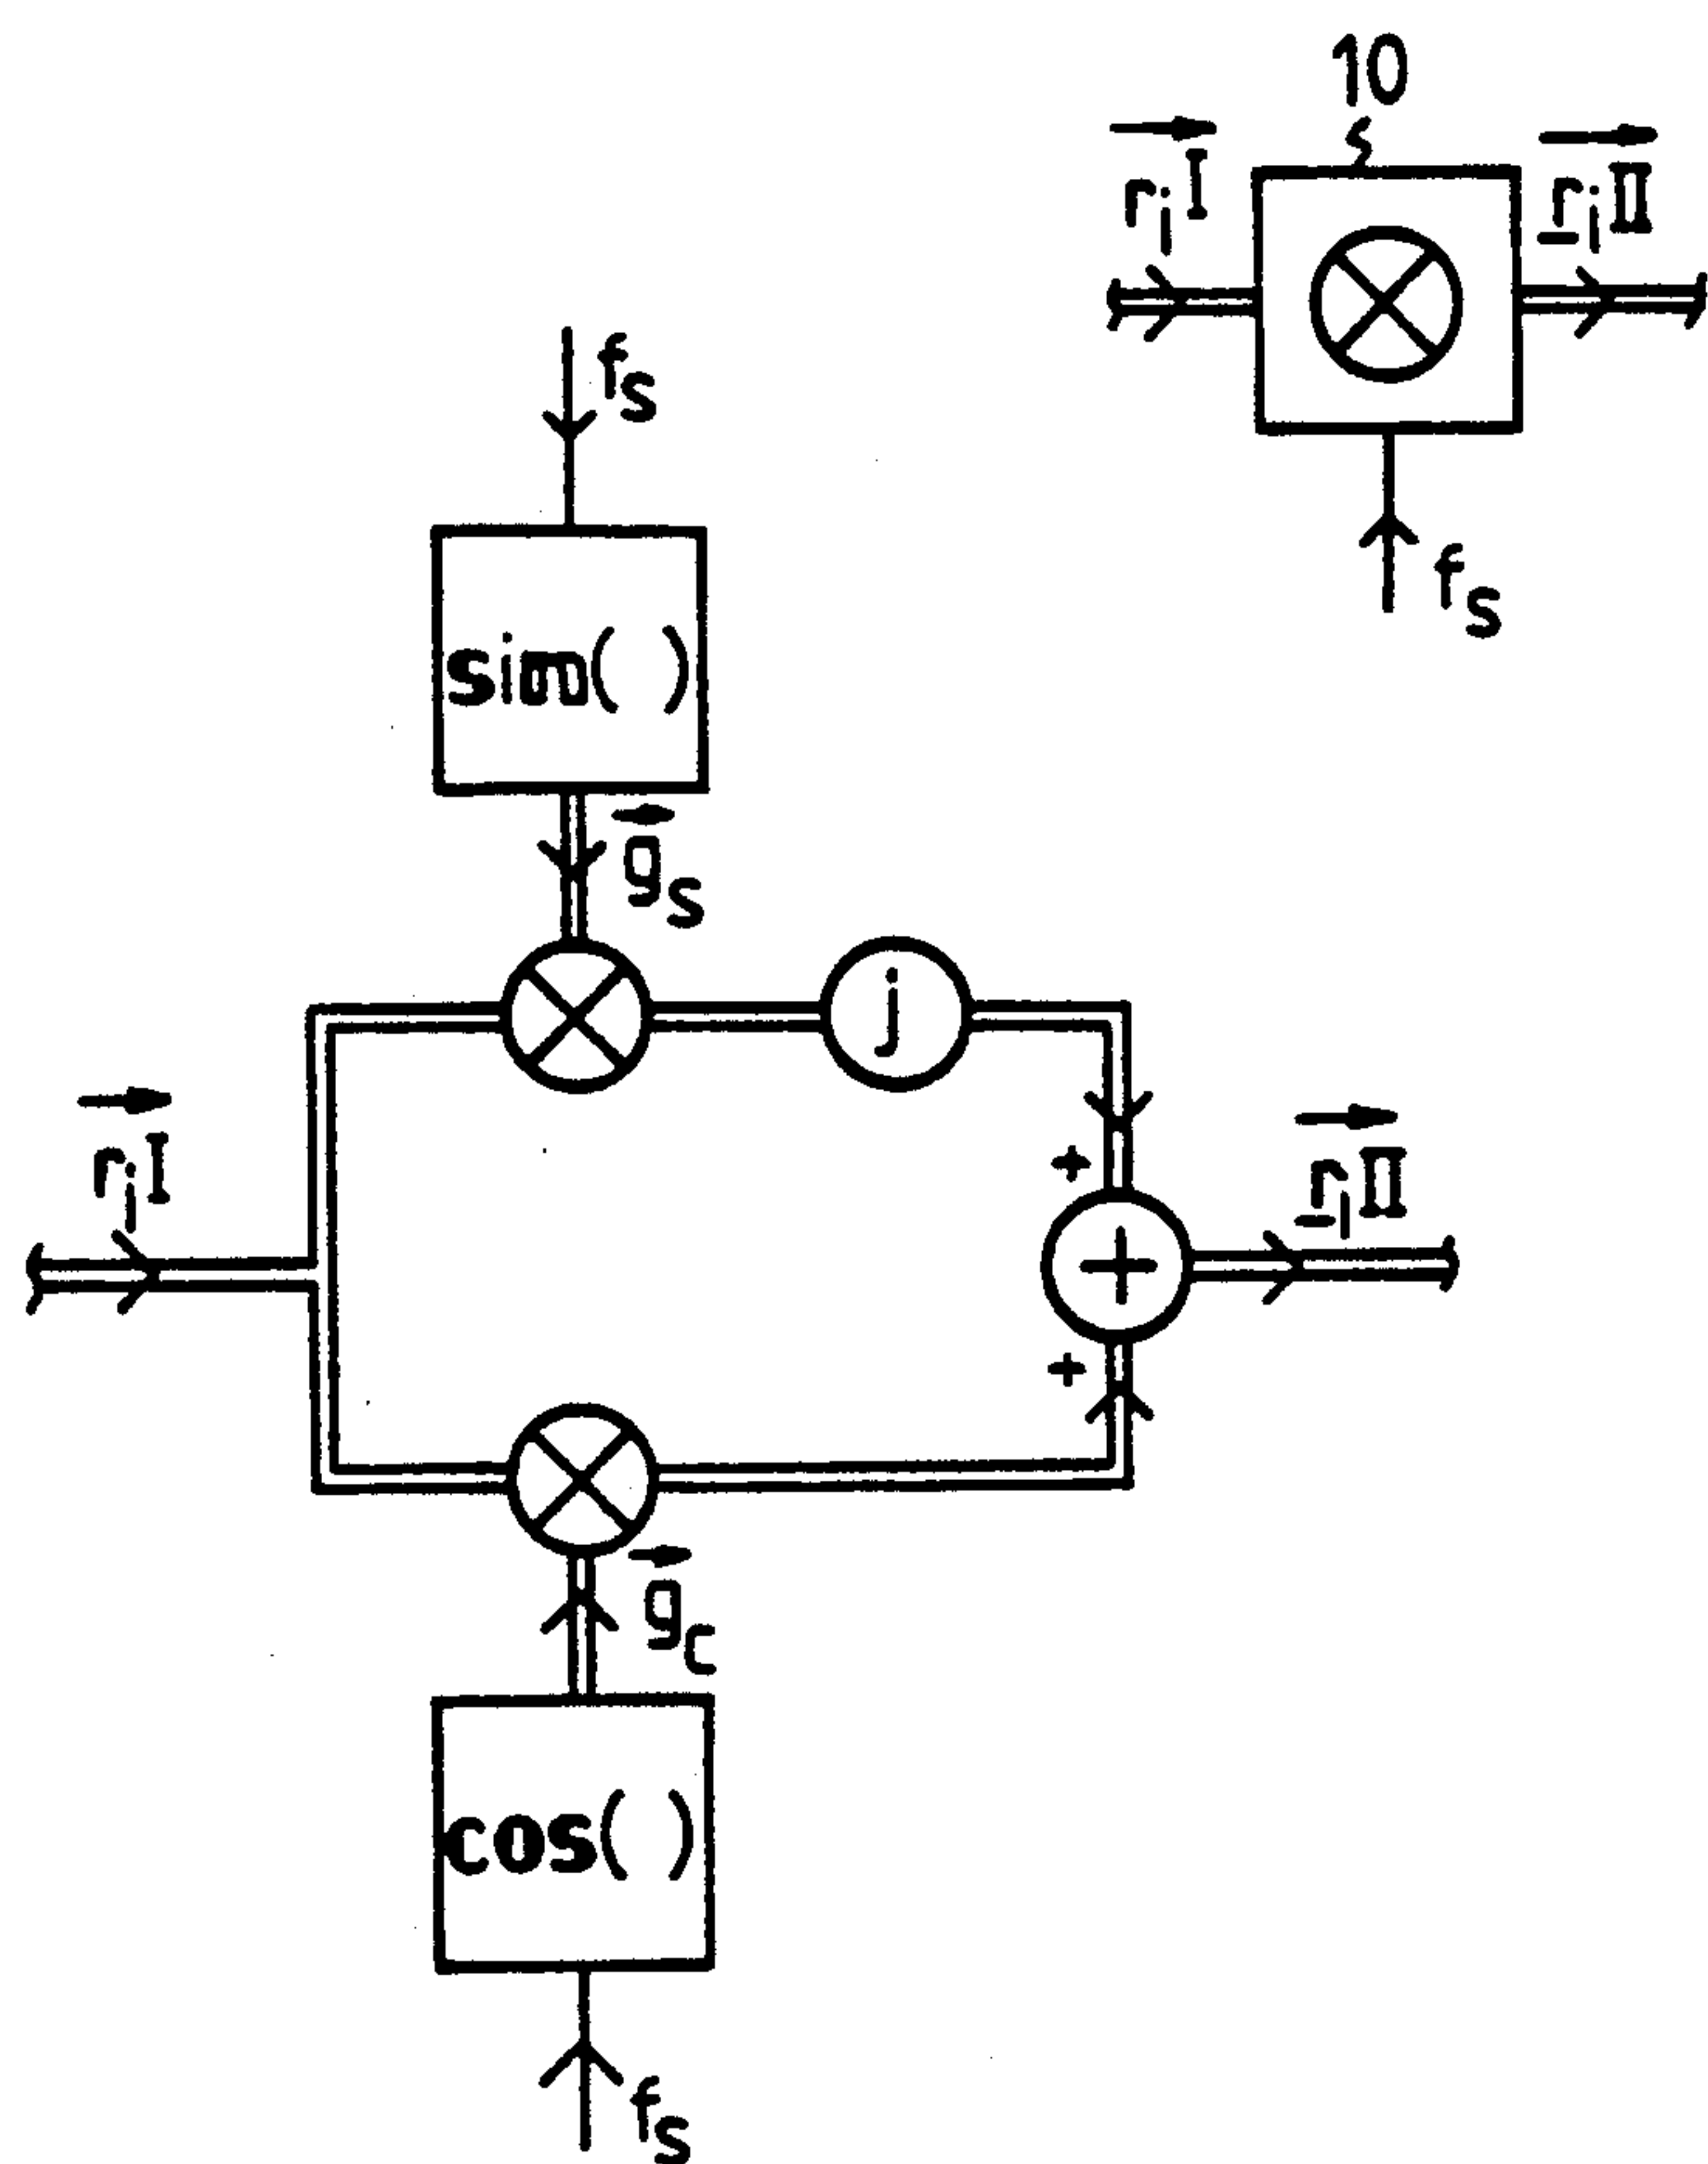 10
r_i I
r_i II
f_s
f_s
sin( )
g_s
j
r_i I
+
r_i II
+
+
g_c
cos( )
f_s